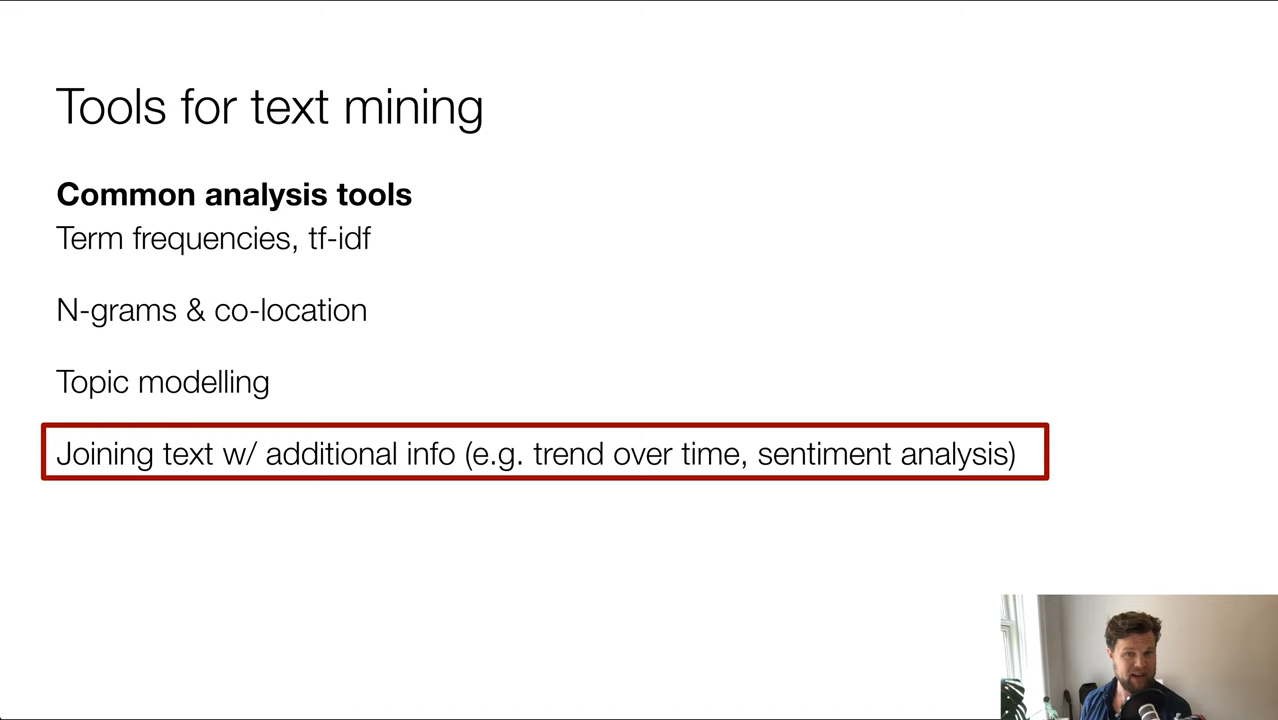 Tools for text mining
Common analysis tools
Term frequencies, tf-idf
N-grams & co-location
Topic modelling
Joining text w/ additional info (e.g. trend over time, sentiment analysis)